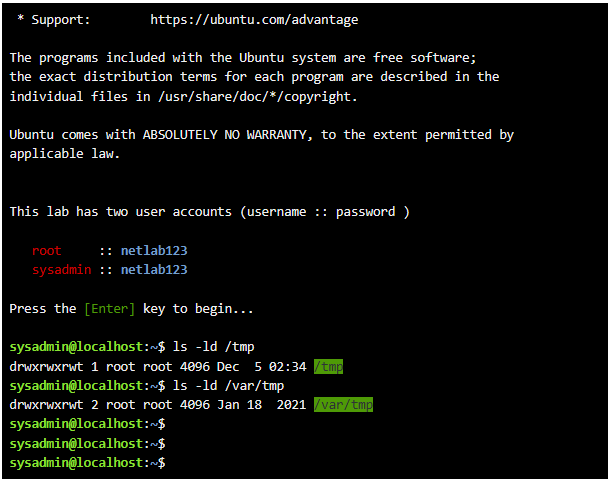 * Support:        https://ubuntu.com/advantage
The programs included with the Ubuntu system are free software;
the exact distribution terms for each program are described in the
individual files in /usr/share/doc/*/copyright.
Ubuntu comes with ABSOLUTELY NO WARRANTY, to the extent permitted by
applicable law.
This lab has two user accounts (username :: password )
root     :: netlab123
sysadmin :: netlab123
Press the [Enter] key to begin...
sysadmin@localhost:~$ ls -ld /tmp
drwxrwxrwt 1 root root 4096 Dec  5 02:34 /tmp
sysadmin@localhost:~$ ls -ld /var/tmp
drwxrwxrwt 2 root root 4096 Jan 18  2021 /var/tmp
sysadmin@localhost:~$
sysadmin@localhost:~$
sysadmin@localhost:~$